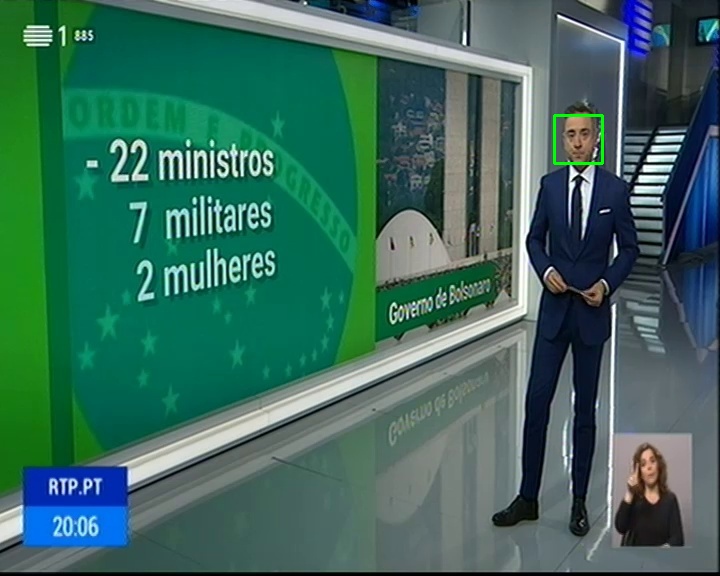 1 885
ORDEM E PROGRESSO
- 22 ministros
7 militares
2 mulheres
Governo de Bolsonaro
RTP.PT
20:06